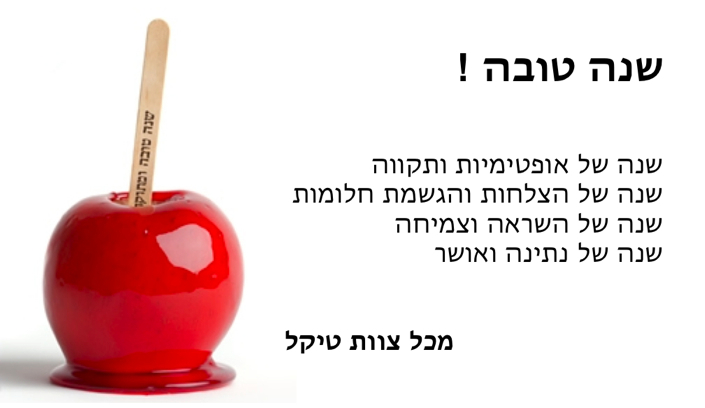 שנה טובה !
שנה של אופטימיות ותקווה
שנה של הצלחות והגשמת חלומות
שנה של השראה וצמיחה
שנה של נתינה ואושר
מכל צוות טיקל
שנה טובה ומתוקה